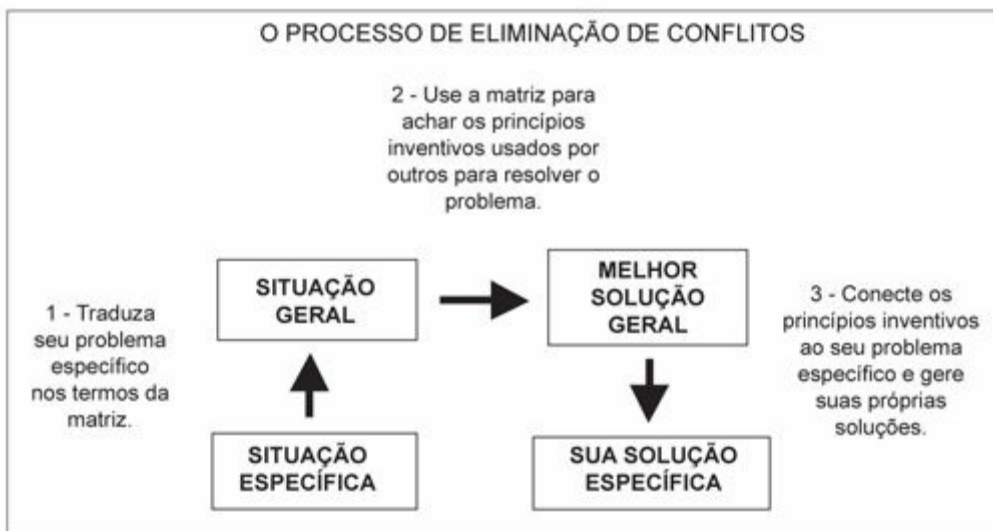 O PROCESSO DE ELIMINAÇÃO DE CONFLITOS
2 - Use a matriz para
achar os princípios
inventivos usados por
outros para resolver o
problema.
1 - Traduza
seu problema
específico
nos termos da
matriz.
SITUAÇÃO
GERAL
MELHOR
SOLUÇÃO
GERAL
3 - Conecte os
princípios inventivos
ao seu problema
específico e gere
suas próprias
soluções.
SITUAÇÃO
ESPECÍFICA
SUA SOLUÇÃO
ESPECÍFICA